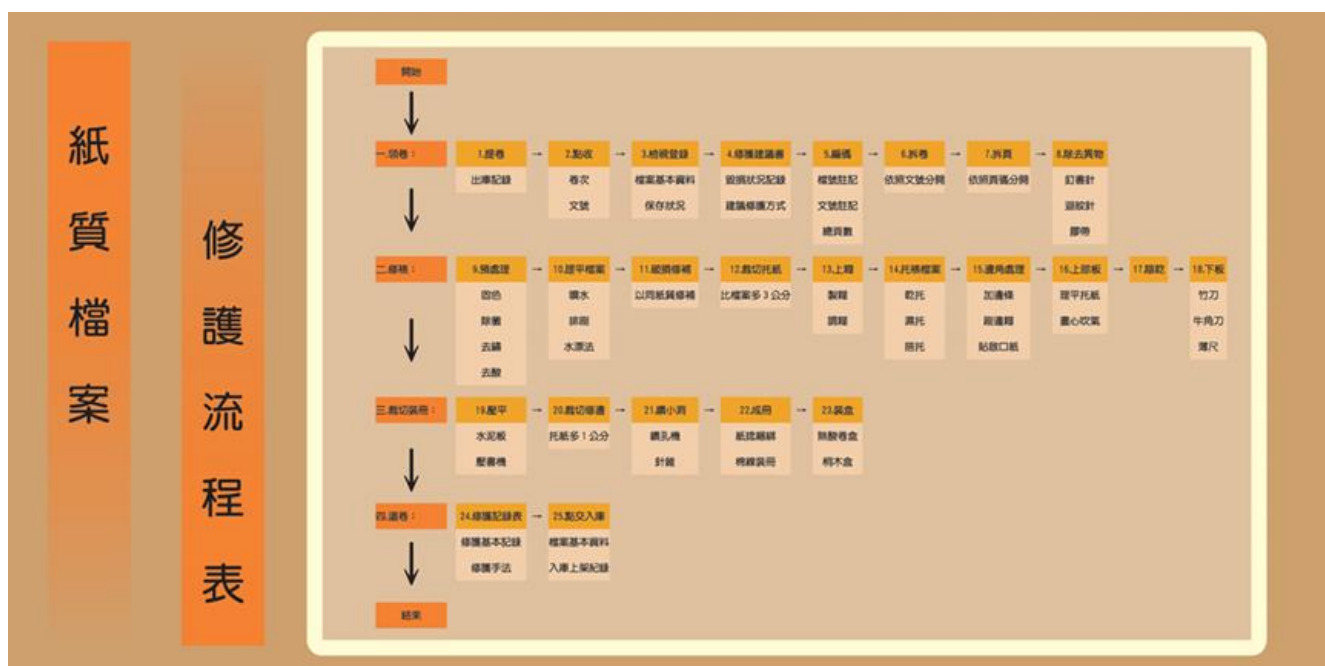 紙質檔案
修護流程表
開始
一.領卷：
1.提卷
出庫記錄
2.點收
卷次
文號
3.檢視登錄
檔案基本資料
保存狀況
4.修護建議書
毀損狀況記錄
建議修護方式
5.編碼
檔號註記
文號註記
總頁數
6.拆卷
依照文號分開
7.拆頁
依照頁碼分開
8.除去異物
釘書針
迴紋針
膠帶
二.修裱：
9.預處理
固色
除黴
去鏽
去酸
10.理平檔案
噴水
排刷
水漂法
11.破損修補
以同紙質修補
12.裁切托紙
比檔案多3公分
13.上糊
製糊
調糊
14.托裱檔案
乾托
濕托
搭托
15.邊角處理
加邊條
刷邊糊
貼啟口紙
理平托紙
畫心吹氣
18.下板
竹刀
牛角刀
薄尺
三.裁切裝冊：
19.壓平
水泥板
壓書機
20.裁切修邊
托紙多1公分
21.鑽小洞
鑽孔機
針錐
22.成冊
紙捻綑綁
棉線裝冊
23.裝盒
無酸卷盒
桐木盒
四.還卷：
24.修護記錄表
修護基本記錄
修護手法
25.點交入庫
檔案基本資料
入庫上架紀錄
結束